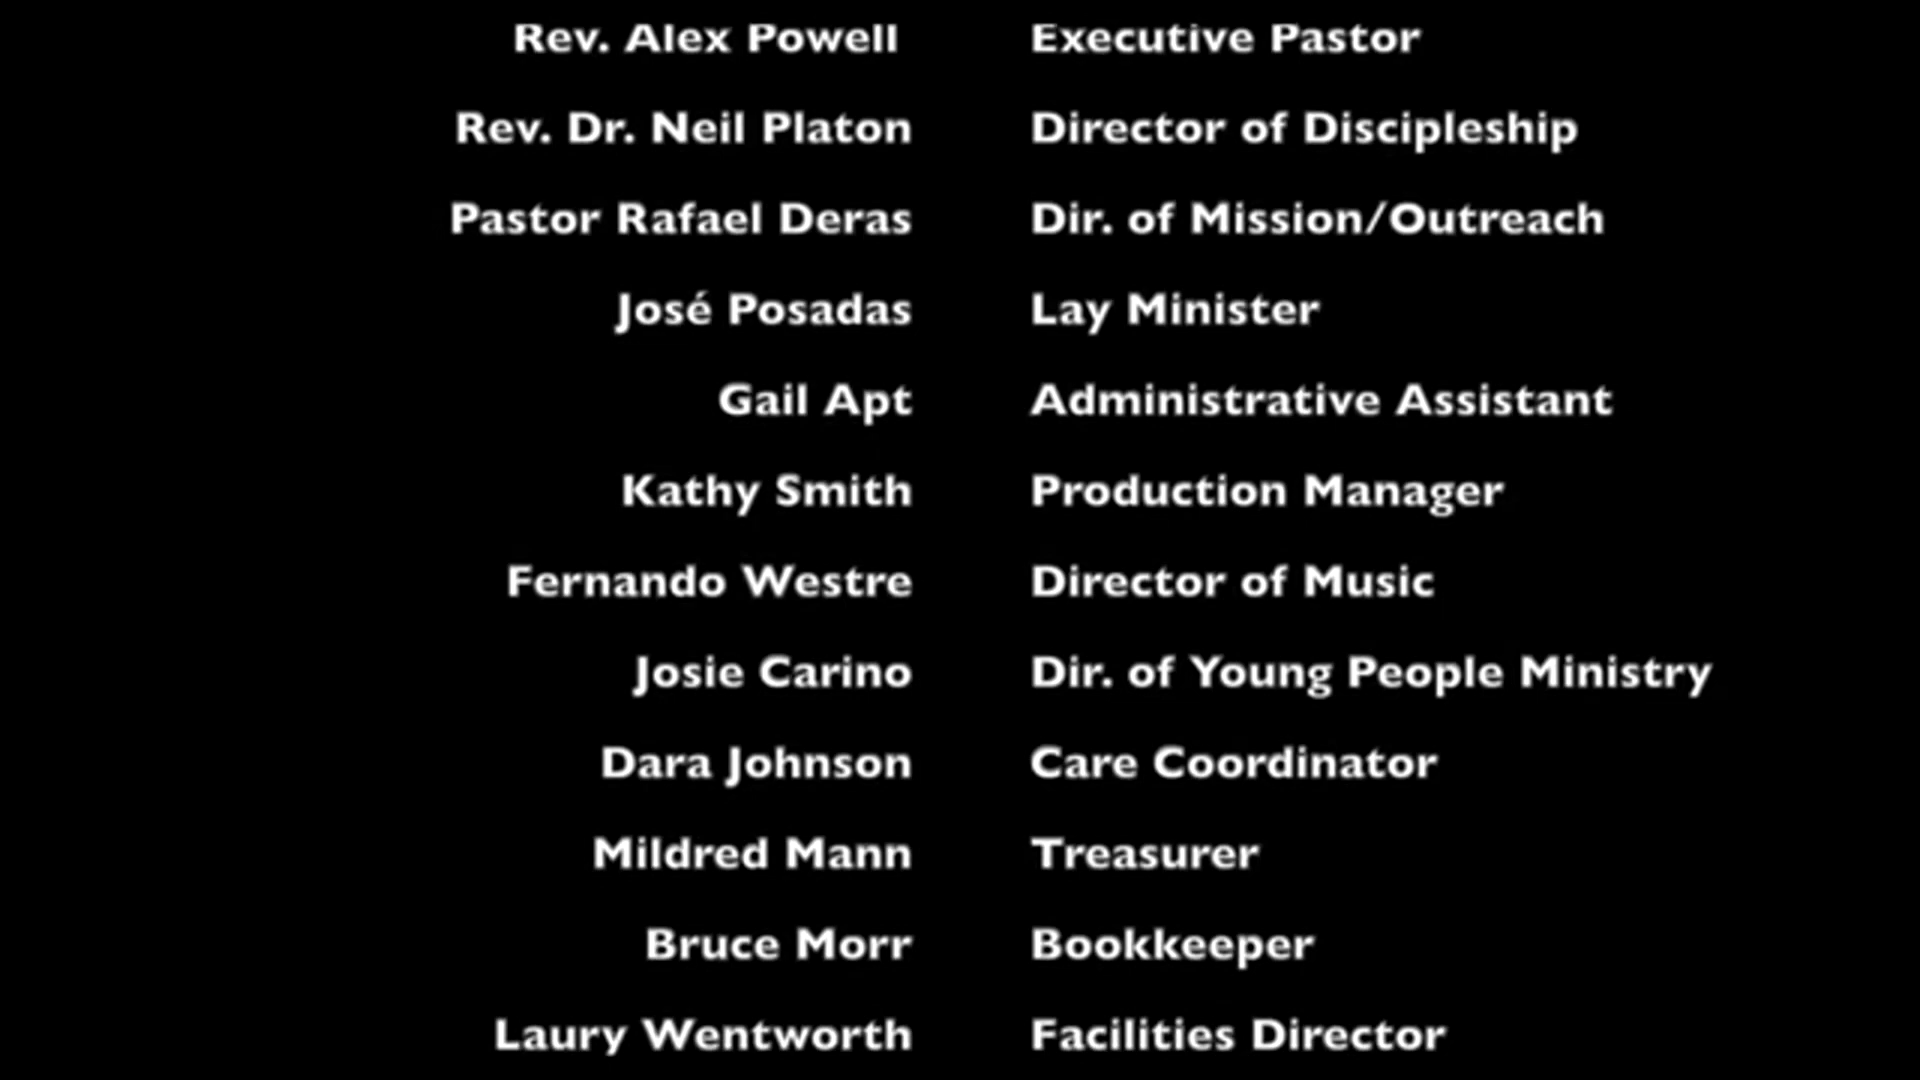 Rev. Alex Powell Executive Pastor
Rev. Dr. Neil Platon Director of Discipleship
Pastor Rafael Deras Dir. of Mission/Outreach
José Posadas Lay Minister
Gail Apt Administrative Assistant
Kathy Smith Production Manager
Fernando Westre Director of Music
Josie Carino Dir. of Young People Ministry
Dara Johnson Care Coordinator
Mildred Mann Treasurer
Bruce Morr Bookkeeper
Laury Wentworth Facilities Director